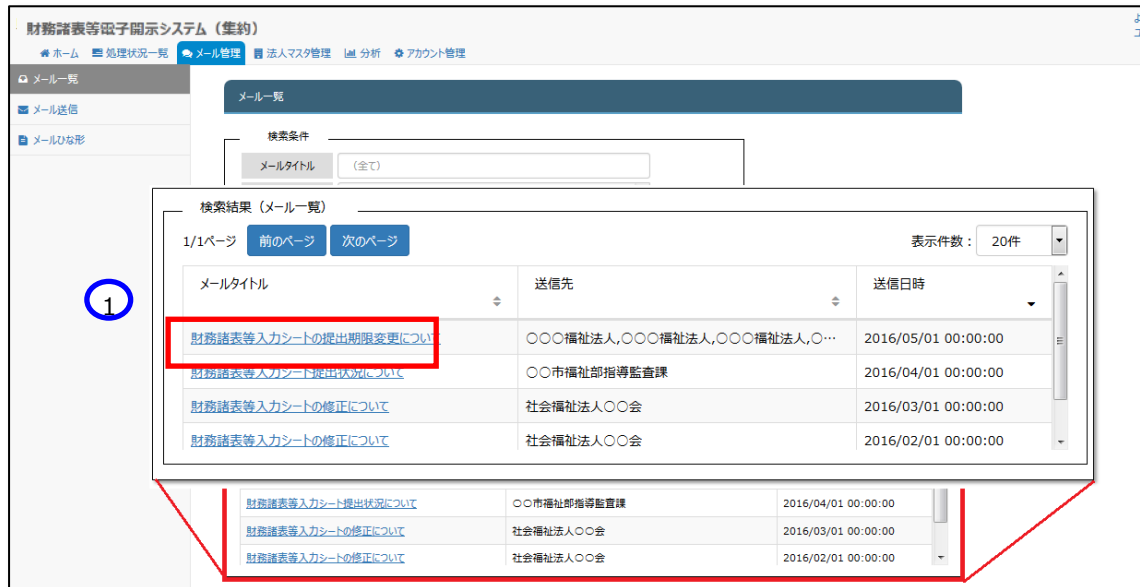 財務諸表等電子開示システム（集約）
よ
ホーム 処理状況一覧 メール管理 法人マスタ管理 分析 アカウント管理
メール一覧
メール送信
メールひな形
メール一覧
検索条件
メールタイトル （全て）
検索結果（メール一覧）
1/1ページ 前のページ 次のページ 表示件数： 20件
メールタイトル 送信先 送信日時
1
財務諸表等入力シートの提出期限変更について 〇〇〇福祉法人,〇〇〇福祉法人,〇〇〇福祉法人,〇… 2016/05/01 00:00:00
財務諸表等入力シート提出状況について 〇〇市福祉部指導監査課 2016/04/01 00:00:00
財務諸表等入力シートの修正について 社会福祉法人〇〇会 2016/03/01 00:00:00
財務諸表等入力シートの修正について 社会福祉法人〇〇会 2016/02/01 00:00:00
財務諸表等入力シート提出状況について 〇〇市福祉部指導監査課 2016/04/01 00:00:00
財務諸表等入力シートの修正について 社会福祉法人〇〇会 2016/03/01 00:00:00
財務諸表等入力シートの修正について 社会福祉法人〇〇会 2016/02/01 00:00:00